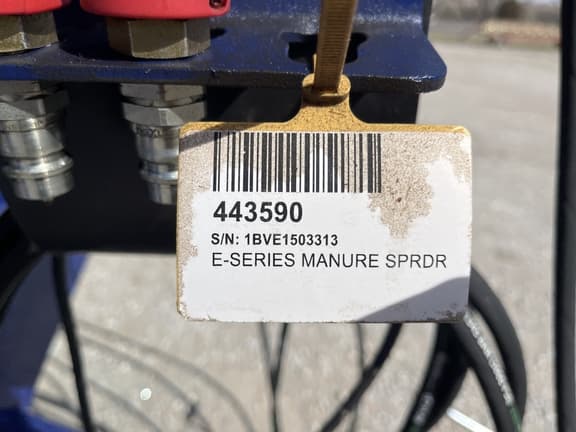 443590
S/N: 1BVE1503313
E-SERIES MANURE SPRDR